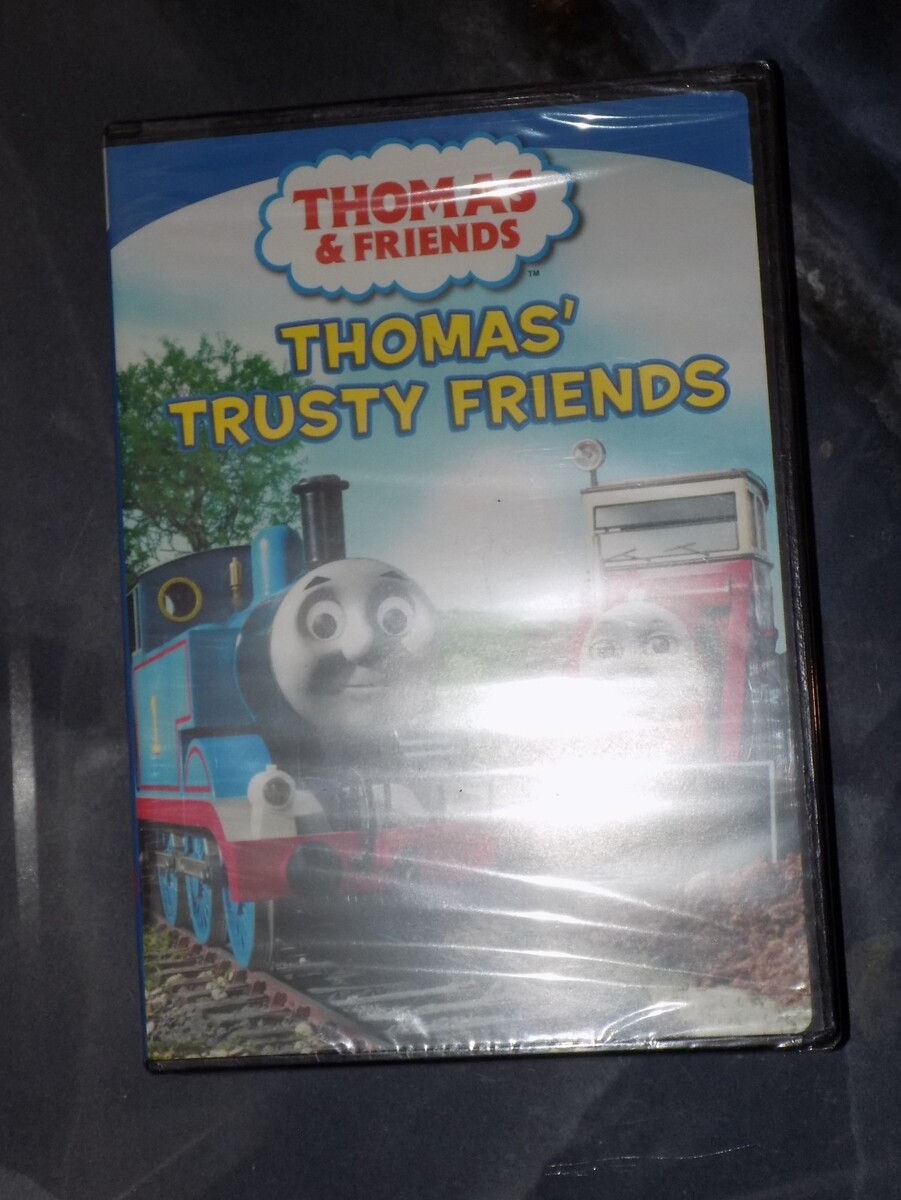 THOMAS
& FRIENDS
TM
THOMAS'
TRUSTY FRIENDS
1